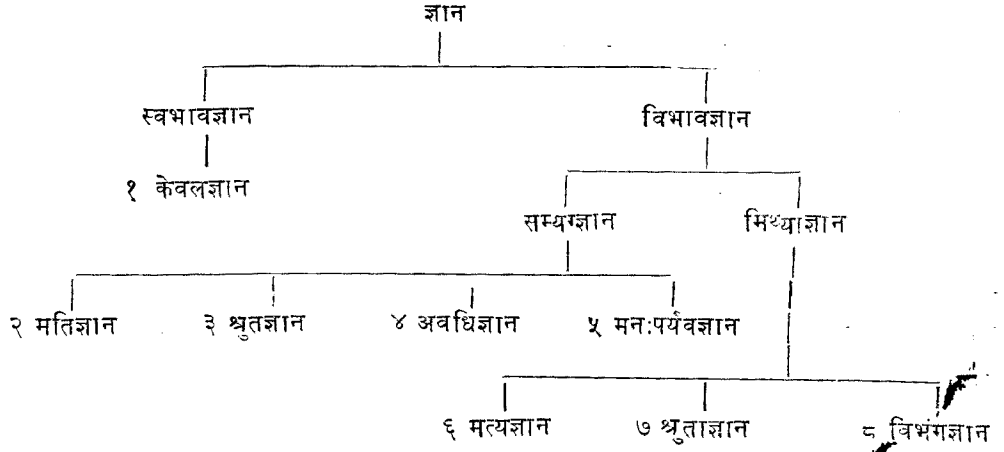 ज्ञान
स्वभावज्ञान विभावज्ञान
१ केवलज्ञान
सम्यग्ज्ञान मिथ्याज्ञान
२ मतिज्ञान ३ श्रुतज्ञान ४ अवधिज्ञान ५ मन:पर्यवज्ञान
६ मत्यज्ञान ७ श्रुताज्ञान ८ विभंगज्ञान